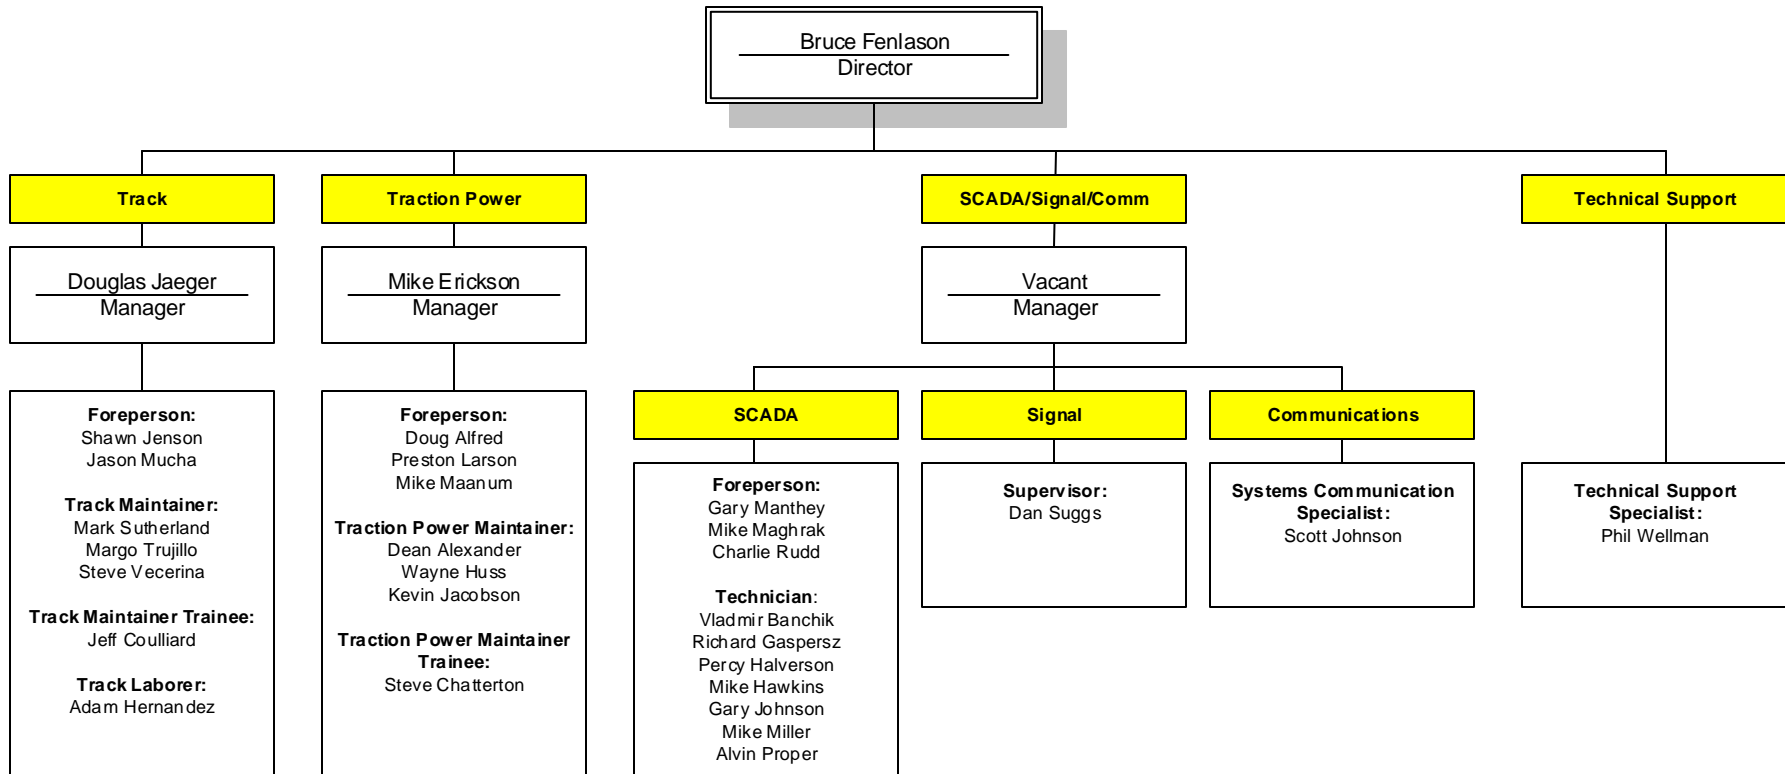 Bruce Fenlason
Director
Track
Douglas Jaeger
Manager
Foreperson:
Shawn Jenson
Jason Mucha
Track Maintainer:
Mark Sutherland
Margo Trujillo
Steve Vecerina
Track Maintainer Trainee:
Jeff Coulliard
Track Laborer:
Adam Hernandez
Traction Power
Mike Erickson
Manager
Foreperson:
Doug Alfred
Preston Larson
Mike Maanum
Traction Power Maintainer:
Dean Alexander
Wayne Huss
Kevin Jacobson
Traction Power Maintainer
Trainee:
Steve Chatterton
SCADA/Signal/Comm
Vacant
Manager
SCADA
Foreperson:
Gary Manthey
Mike Maghrak
Charlie Rudd
Technician:
Vladmir Banchik
Richard Gaspersz
Percy Halverson
Mike Hawkins
Gary Johnson
Mike Miller
Alvin Proper
Signal
Supervisor:
Dan Suggs
Communications
Systems Communication
Specialist:
Scott Johnson
Technical Support
Technical Support
Specialist:
Phil Wellman